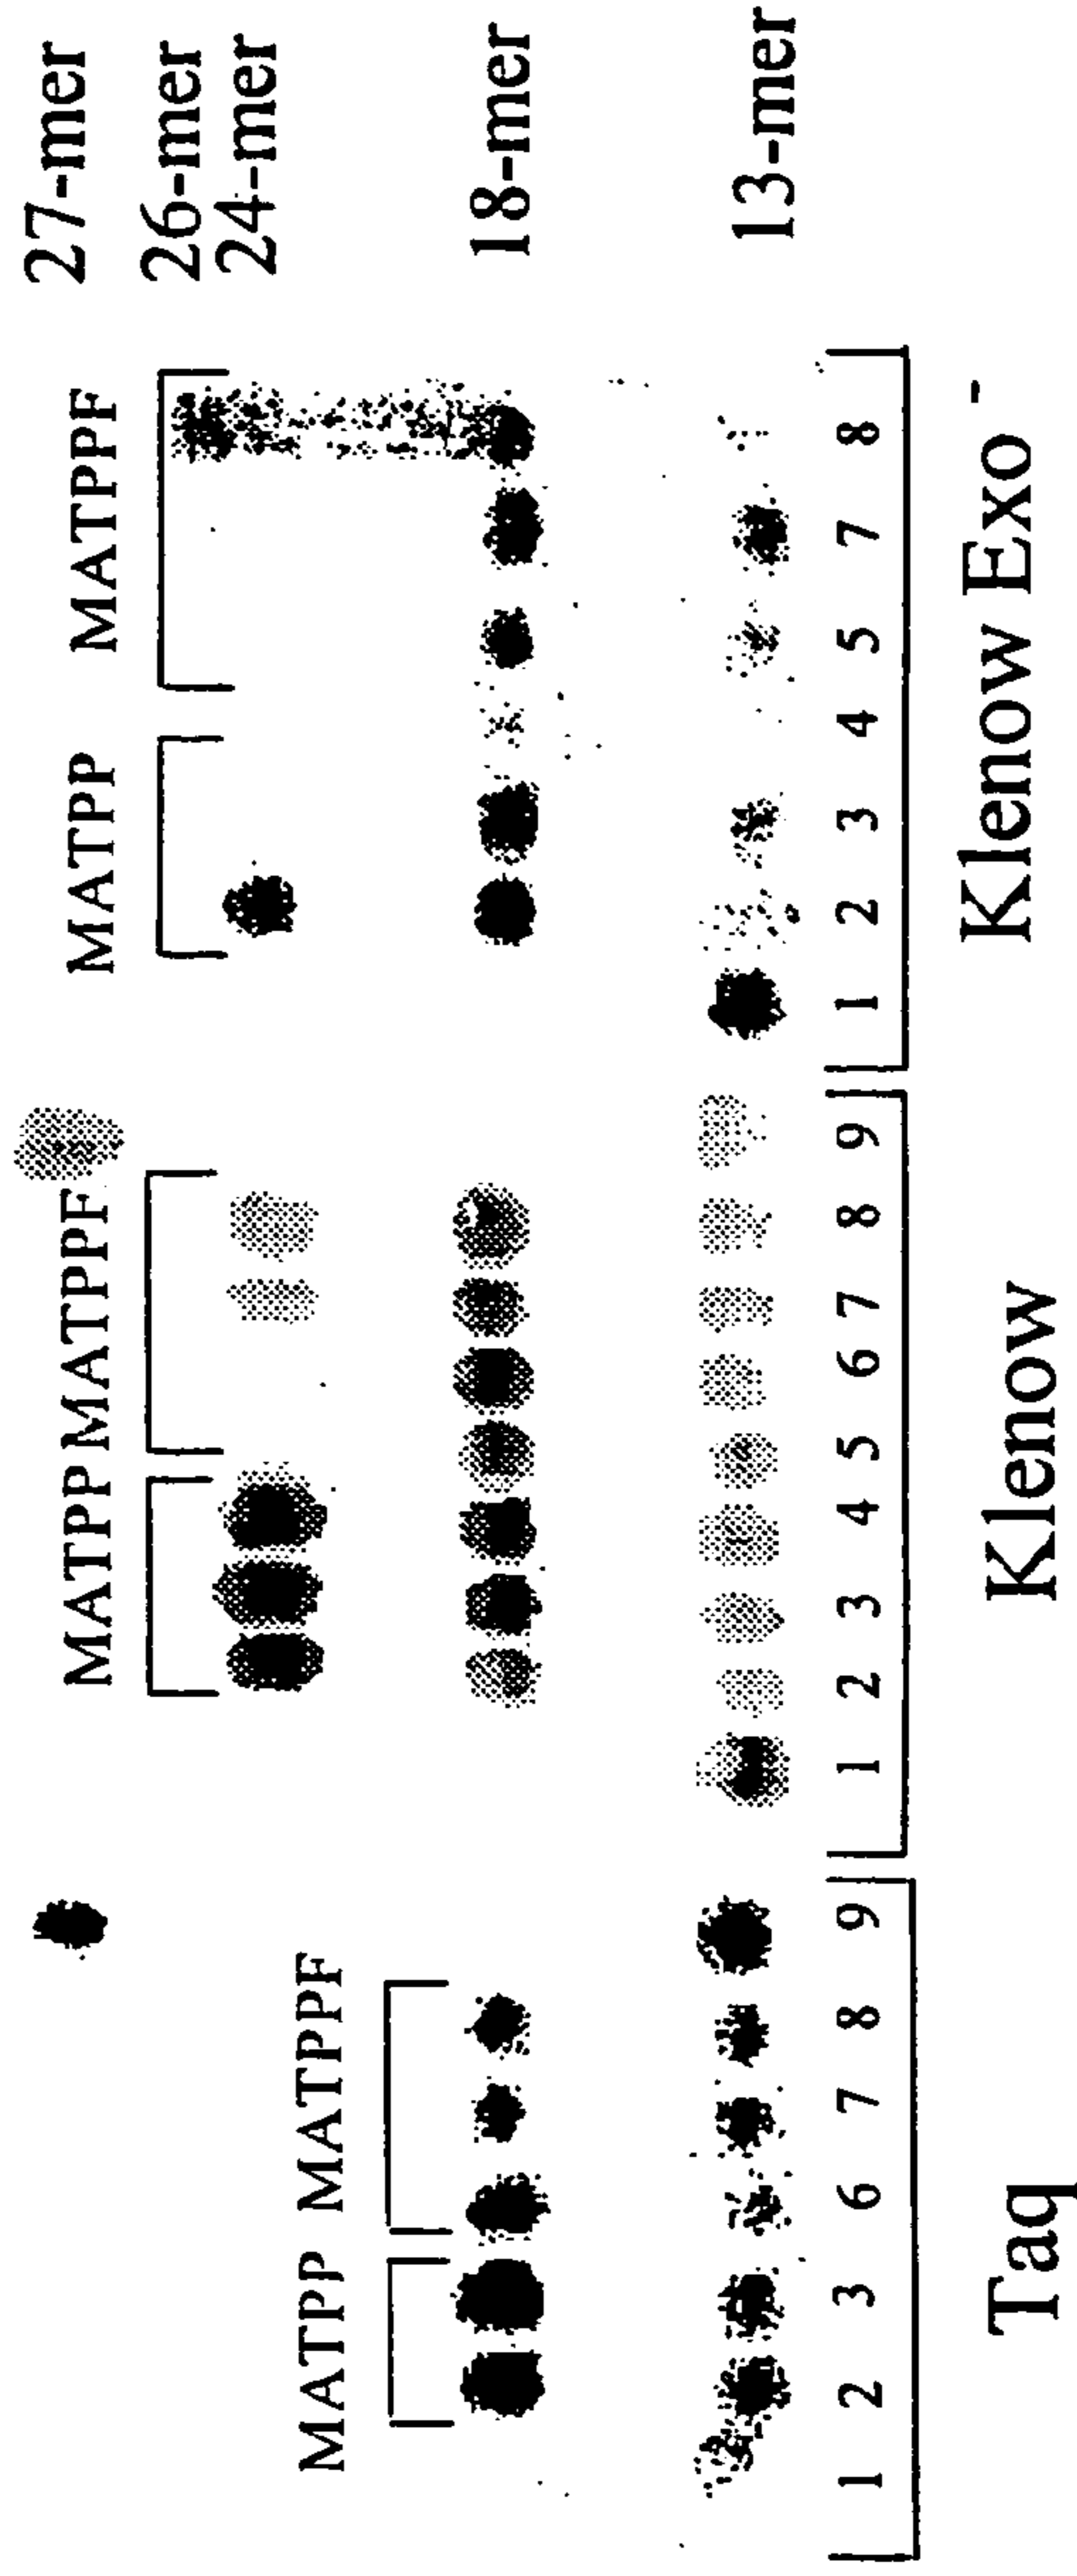 27-mer
26-mer
24-mer
18-mer
13-mer
MATPP MATPPF
MATPP MATPPF
MATPP MATPPF
1 2 3 6 7 8 9
1 2 3 4 5 6 7 8 9
1 2 3 4 5 7 8
Taq
Klenow
Klenow Exo⁻